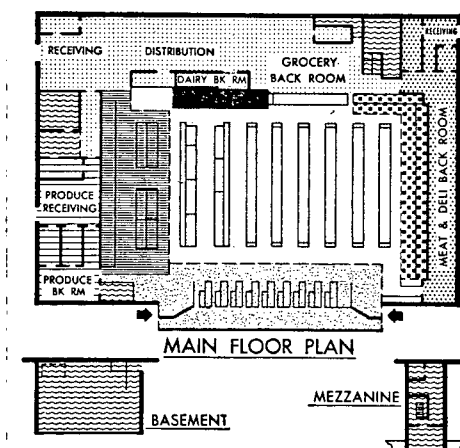 RECEIVING
DISTRIBUTION
GROCERY-
BACK ROOM
RECEIVING
DAIRY BK RM
MEAT & DELI BACK ROOM
PRODUCE
RECEIVING
PRODUCE
BK RM
MAIN FLOOR PLAN
BASEMENT
MEZZANINE